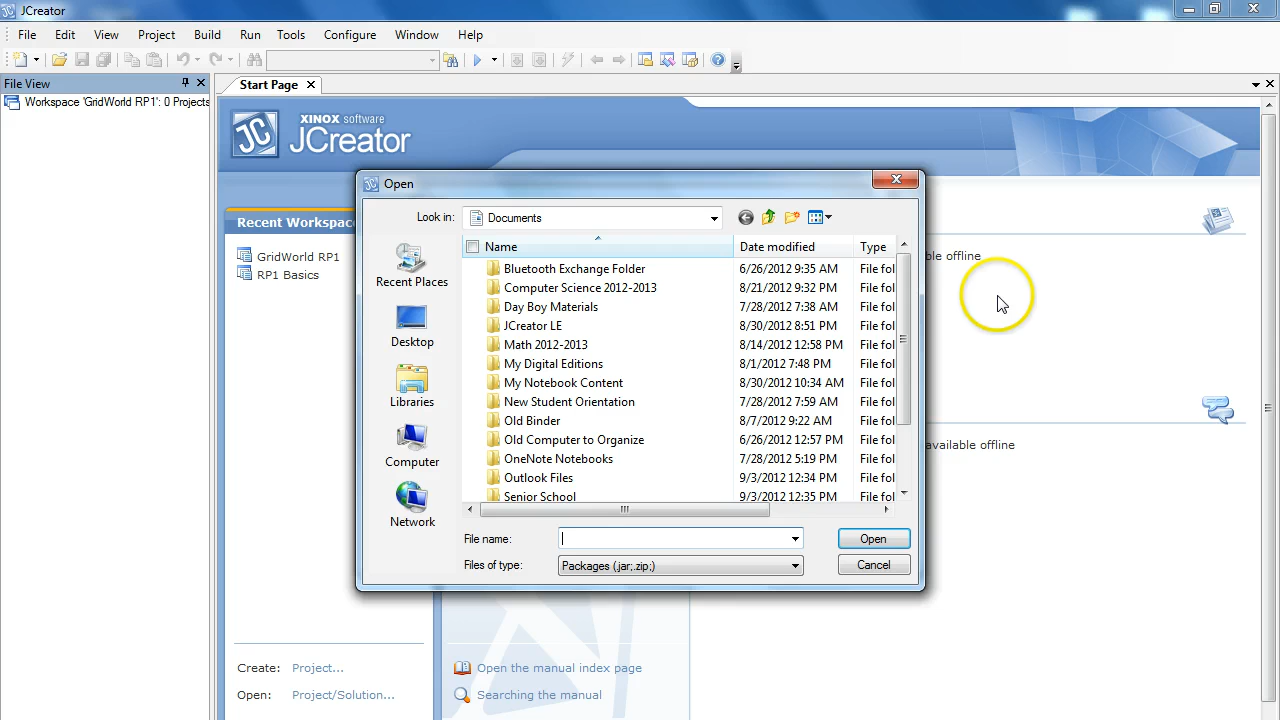 JCreator
File Edit View Project Build Run Tools Configure Window Help
File View
Start Page
Workspace 'GridWorld RP1': 0 Projects
JC XINOX software
JCreator
Open
Recent Workspac
Look in: Documents
Name Date modified Type
GridWorld RP1
RP1 Basics
ble offline
Recent Places
Desktop
Libraries
Computer
Network
Bluetooth Exchange Folder 6/26/2012 9:35 AM File fol
Computer Science 2012-2013 8/21/2012 9:32 PM File fol
Day Boy Materials 7/28/2012 7:38 AM File fol
JCreator LE 8/30/2012 8:51 PM File fol
Math 2012-2013 8/14/2012 12:58 PM File fol
My Digital Editions 8/1/2012 7:48 PM File fol
My Notebook Content 8/30/2012 10:34 AM File fol
New Student Orientation 7/28/2012 7:59 AM File fol
Old Binder 8/7/2012 9:22 AM File fol
Old Computer to Organize 6/26/2012 12:57 PM File fol
OneNote Notebooks 7/28/2012 5:19 PM File fol
Outlook Files 9/3/2012 12:34 PM File fol
Senior School 9/3/2012 12:35 PM File fol
available offline
File name: Open
Files of type: Packages (.jar;.zip;) Cancel
Create: Project...
Open: Project/Solution...
Open the manual index page
Searching the manual